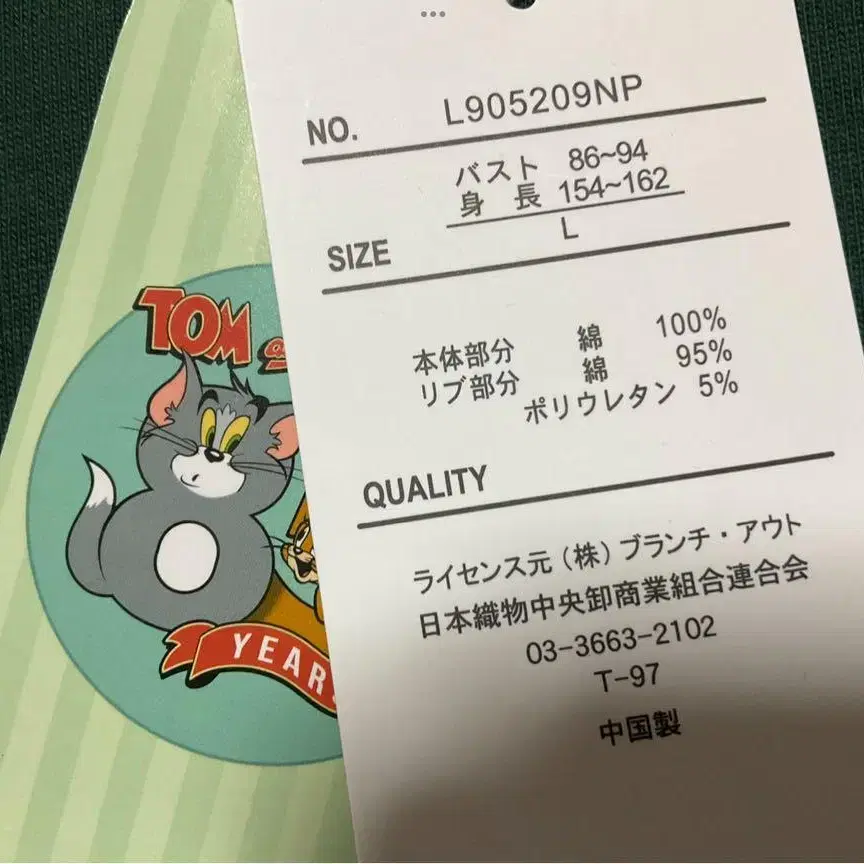 NO. L905209NP
バスト 86~94
身長 154~162
SIZE L
本体部分 綿 100%
リブ部分 綿 95%
ポリウレタン 5%
QUALITY
ライセンス元(株)ブランチ・アウト
日本織物中央卸商業組合連合会
03-3663-2102
T-97
中国製
TOM
YEAR